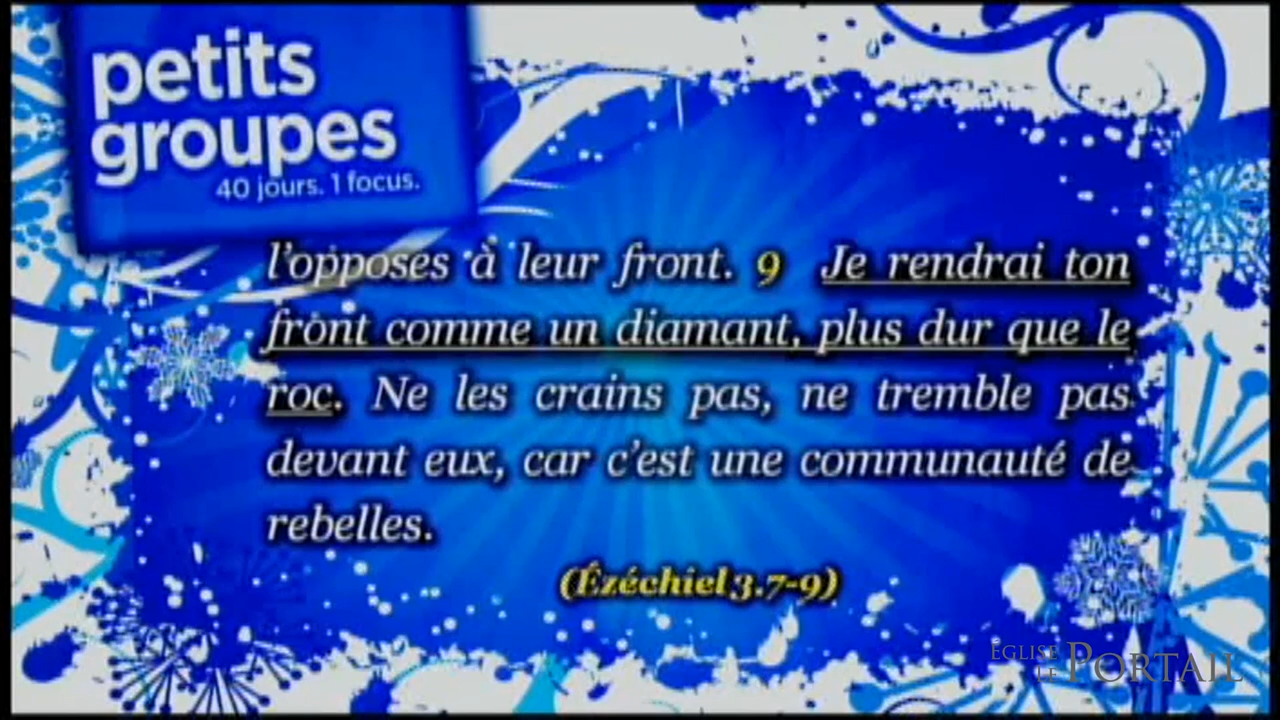 petits
groupes
40 jours. 1 focus.
l’opposes à leur front. 9 Je rendrai ton
front comme un diamant, plus dur que le
roc. Ne les crains pas, ne tremble pas
devant eux, car c’est une communauté de
rebelles.
(Ézéchiel 3.7-9)
ÉGLISE
LE PORTAIL